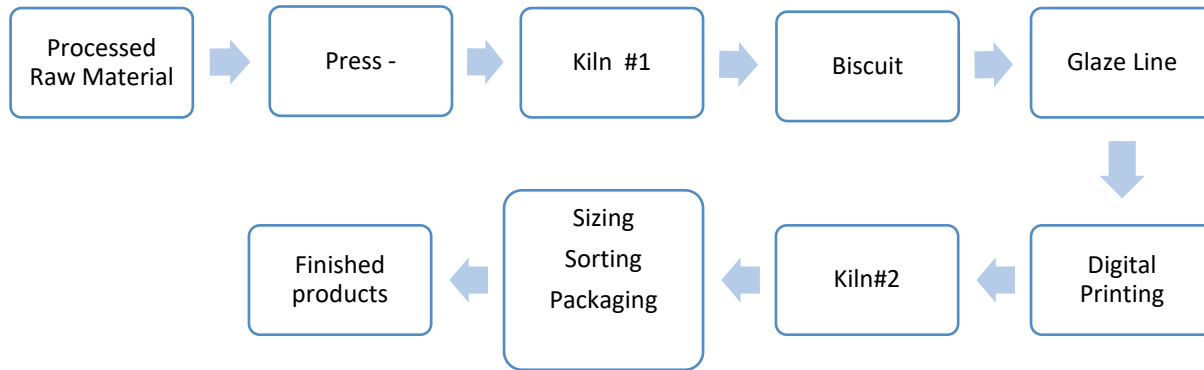 Processed
Raw Material
Press -
Kiln #1
Biscuit
Glaze Line
Digital
Printing
Kiln#2
Sizing
Sorting
Packaging
Finished
products